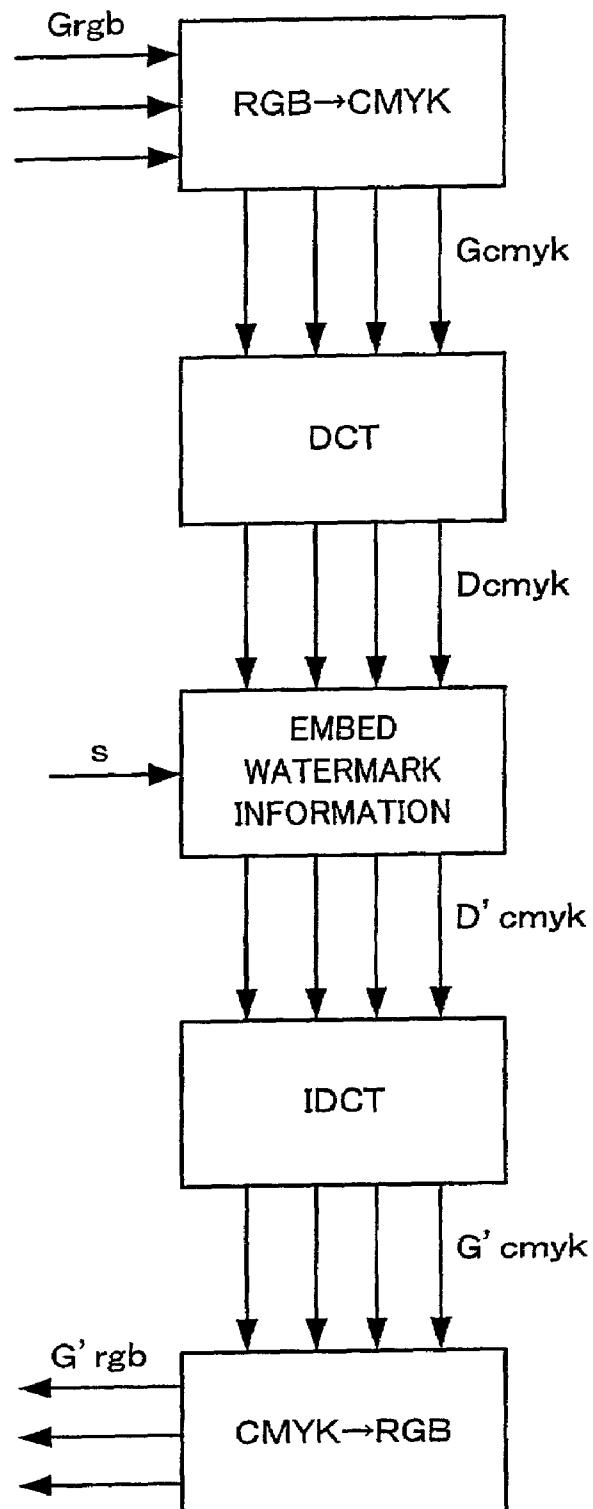 Grgb
RGB→CMYK
Gcmyk
DCT
Dcmyk
s
EMBED
WATERMARK
INFORMATION
D' cmyk
IDCT
G' cmyk
G' rgb
CMYK→RGB